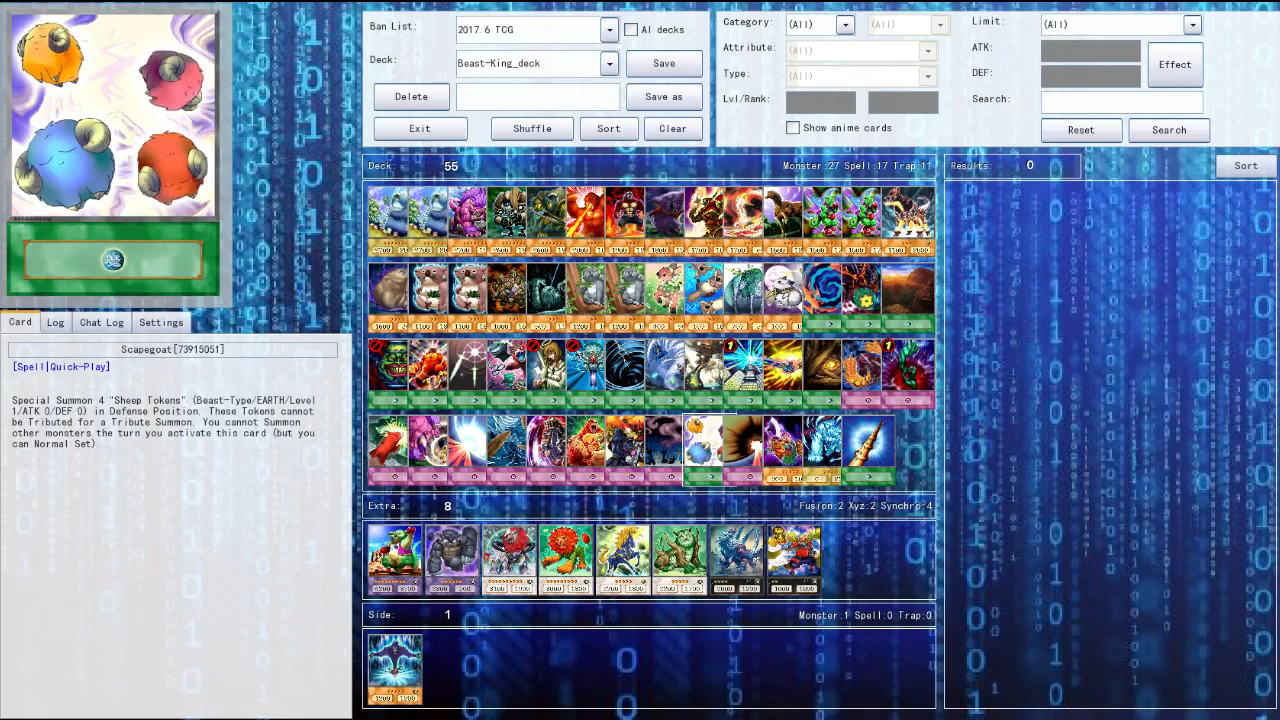 Ban List:
2017.6 TCG
AI decks
Deck:
Beast-King_deck
Save
Delete
Save as
Exit
Shuffle
Sort
Clear
Category:
(All)
(All)
Limit:
(All)
Attribute:
(All)
ATK:
Type:
(All)
DEF:
Effect
Lvl/Rank:
Search:
Show anime cards
Reset
Search
Deck:
55
Monster:27 Spell:17 Trap:11
Results:
0
Sort
Card
Log
Chat Log
Settings
Scapegoat[73915051]
[Spell|Quick-Play]
Special Summon 4 "Sheep Tokens" (Beast-Type/EARTH/Level
1/ATK 0/DEF 0) in Defense Position. These Tokens cannot
be Tributed for a Tribute Summon. You cannot Summon
other monsters the turn you activate this card (but you
can Normal Set).
Extra:
8
Fusion:2 Xyz:2 Synchro:4
Side:
1
Monster:1 Spell:0 Trap:0